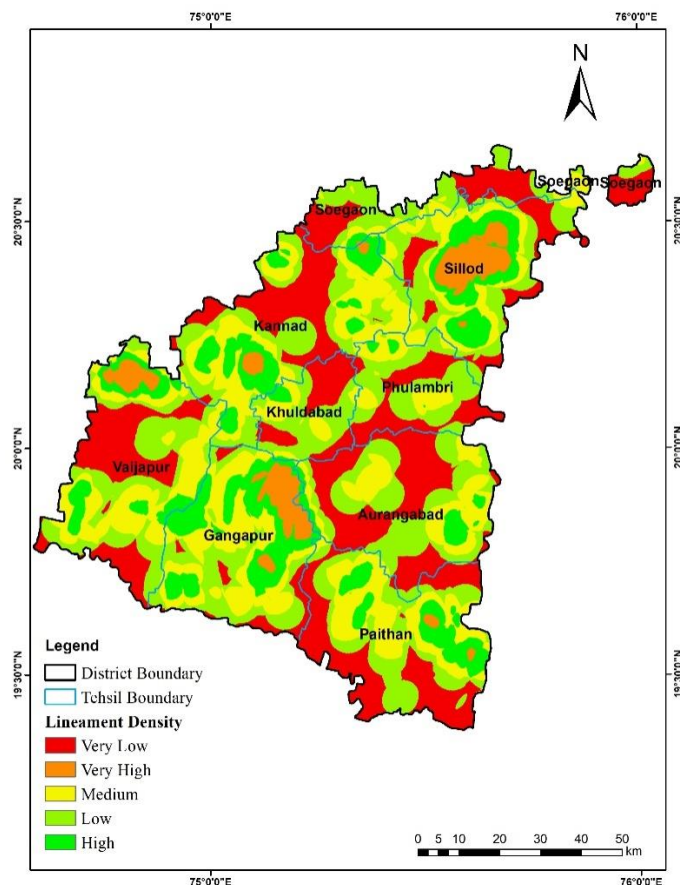 75°0'0"E 76°0'0"E
N
Soegaon Soegaon
Soegaon
20°30'0"N 20°30'0"N
Sillod
Kannad
Phulambri
Khuldabad
20°0'0"N 20°0'0"N
Vaijapur
Aurangabad
Gangapur
Paithan
Legend
19°30'0"N 19°30'0"N
District Boundary
Tehsil Boundary
Lineament Density
Very Low
Very High
Medium
Low
High
0 5 10 20 30 40 50
km
75°0'0"E 76°0'0"E